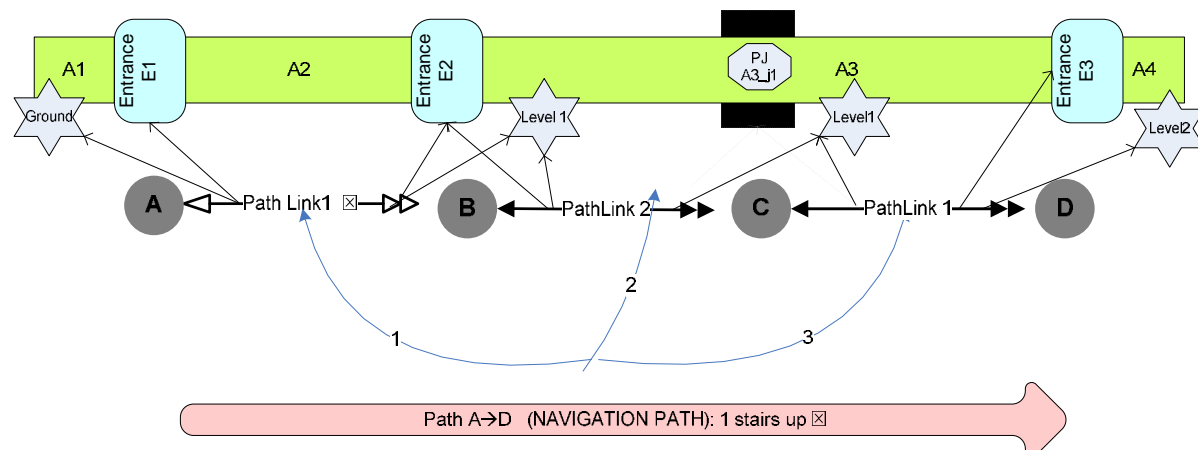 A1
Entrance
E1
A2
Entrance
E2
PJ
A3_j1
A3
Entrance
E3
A4
Ground
Level 1
Level1
Level2
A
Path Link1
B
PathLink 2
C
PathLink 1
D
2
1
3
Path A→D (NAVIGATION PATH): 1 stairs up